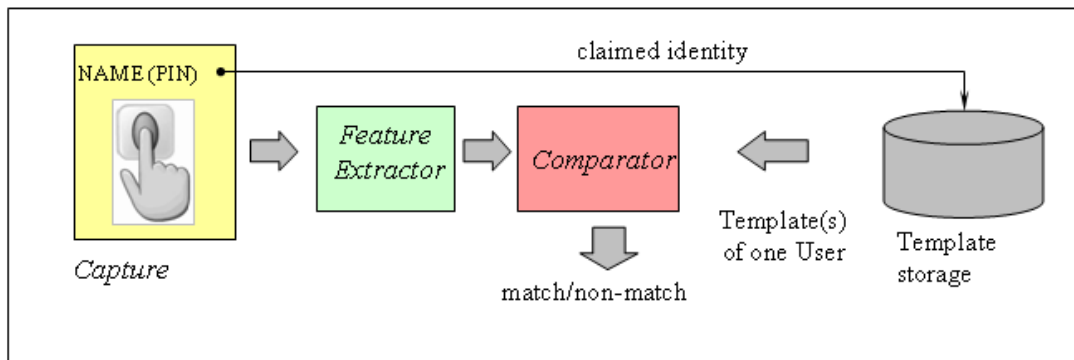 claimed identity
NAME (PIN)
Feature
Extractor
Comparator
Template(s)
of one User
Template
storage
Capture
match/non-match